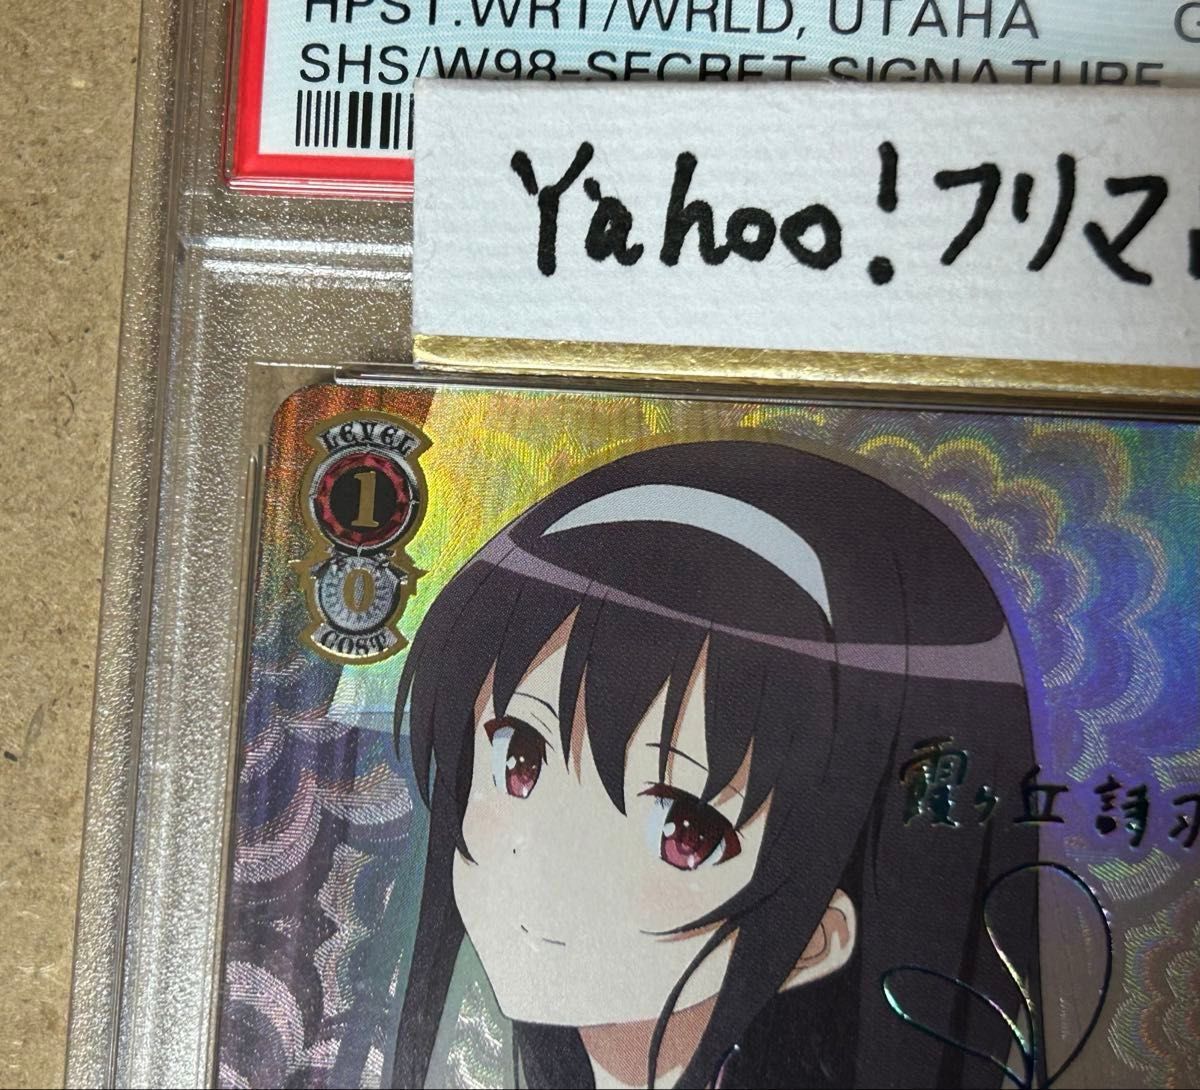 HPST.WRT/WRLD, UTAHA G
SHS/W98-SECRET SIGNATURE
Yahoo!フリマ
LEVEL
1
0
COST
霞ヶ丘詩羽